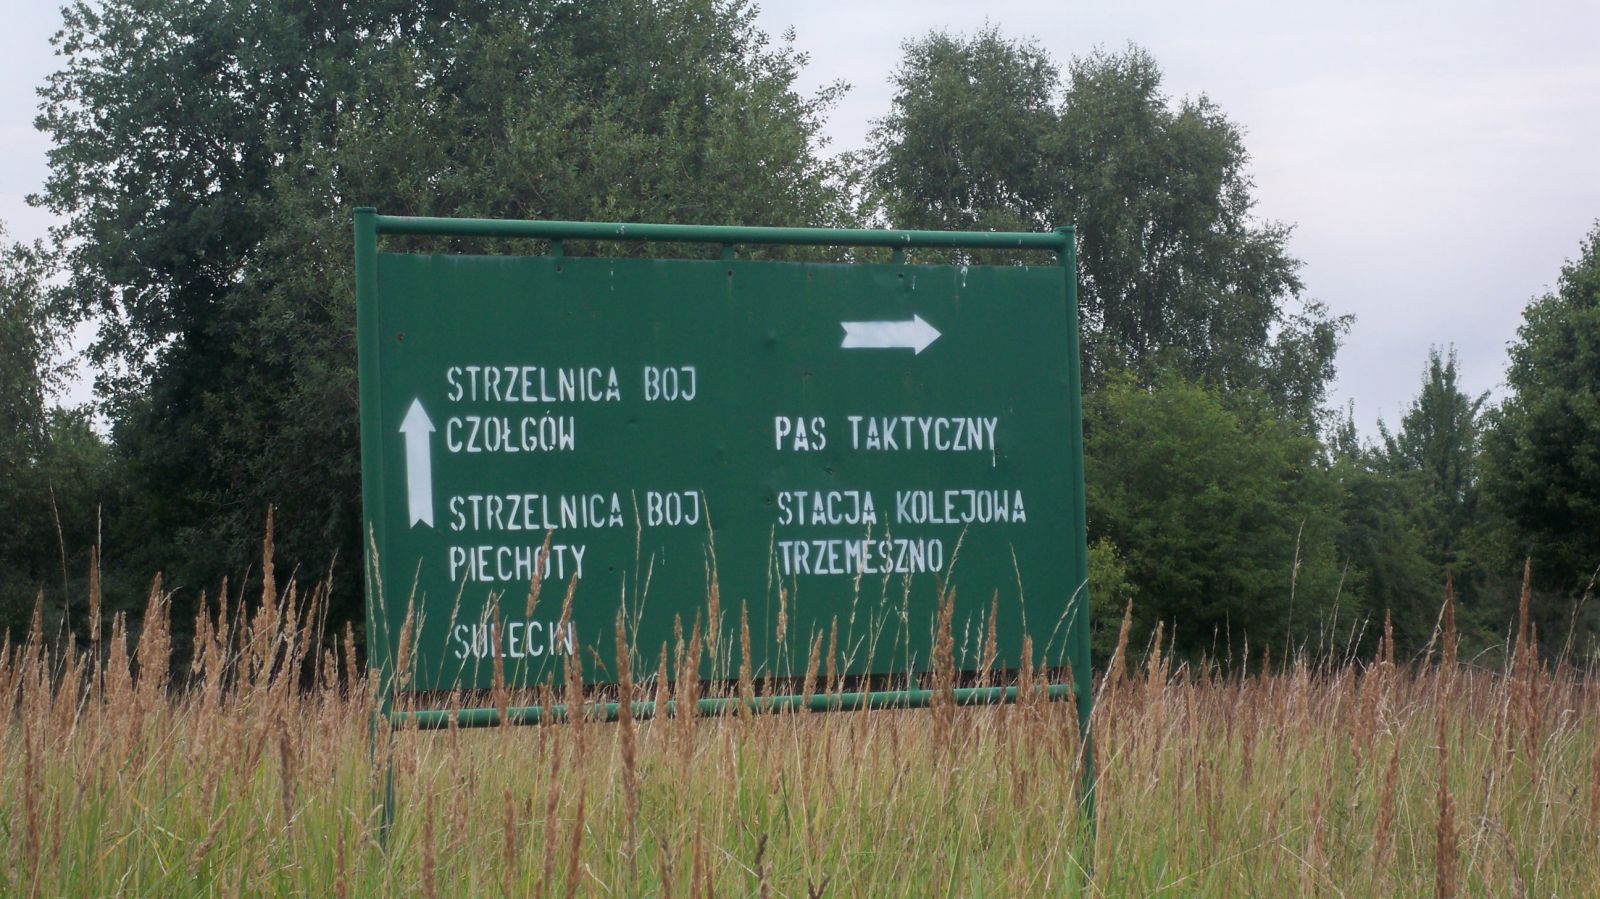 STRZELNICA BOJ
CZOŁGÓW
STRZELNICA BOJ
PIECHOTY
SULECIN
PAS TAKTYCZNY
STACJA KOLEJOWA
TRZEMESZNO